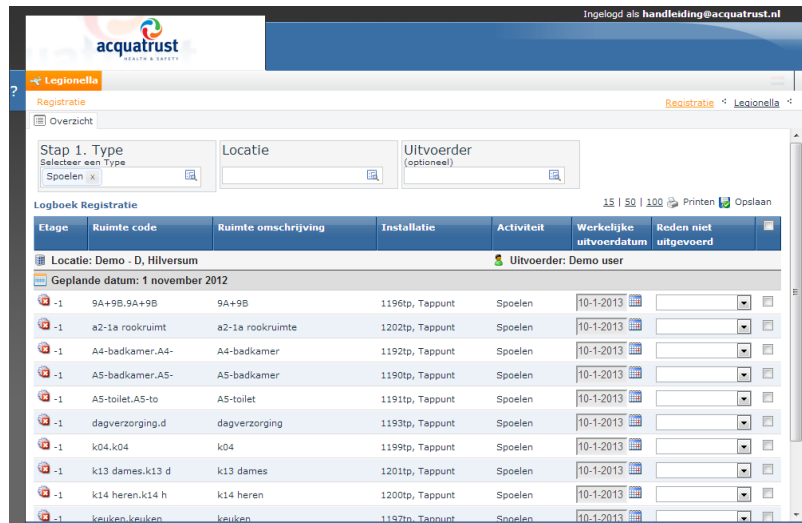 Ingelogd als handleiding@acquatrust.nl
acquatrust
HEALTH & SAFETY
Legionella
?
Registratie
Registratie < Legionella <
Overzicht
Stap 1. Type Locatie Uitvoerder
Selecteer een Type (optioneel)
Spoelen x
Logboek Registratie 15 | 50 | 100 Printen Opslaan
Etage Ruimte code Ruimte omschrijving Installatie Activiteit Werkelijke uitvoerdatum Reden niet uitgevoerd
Locatie: Demo - D, Hilversum Uitvoerder: Demo user
Geplande datum: 1 november 2012
-1 9A+9B.9A+9B 9A+9B 1196tp, Tappunt Spoelen 10-1-2013
-1 a2-1a rookruimt a2-1a rookruimte 1202tp, Tappunt Spoelen 10-1-2013
-1 A4-badkamer.A4- A4-badkamer 1192tp, Tappunt Spoelen 10-1-2013
-1 A5-badkamer.A5- A5-badkamer 1190tp, Tappunt Spoelen 10-1-2013
-1 A5-toilet.A5-to A5-toilet 1191tp, Tappunt Spoelen 10-1-2013
-1 dagverzorging.d dagverzorging 1193tp, Tappunt Spoelen 10-1-2013
-1 k04.k04 k04 1199tp, Tappunt Spoelen 10-1-2013
-1 k13 dames.k13 d k13 dames 1201tp, Tappunt Spoelen 10-1-2013
-1 k14 heren.k14 h k14 heren 1200tp, Tappunt Spoelen 10-1-2013
-1 keuken.keuken keuken 1197tp, Tappunt Spoelen 10-1-2013